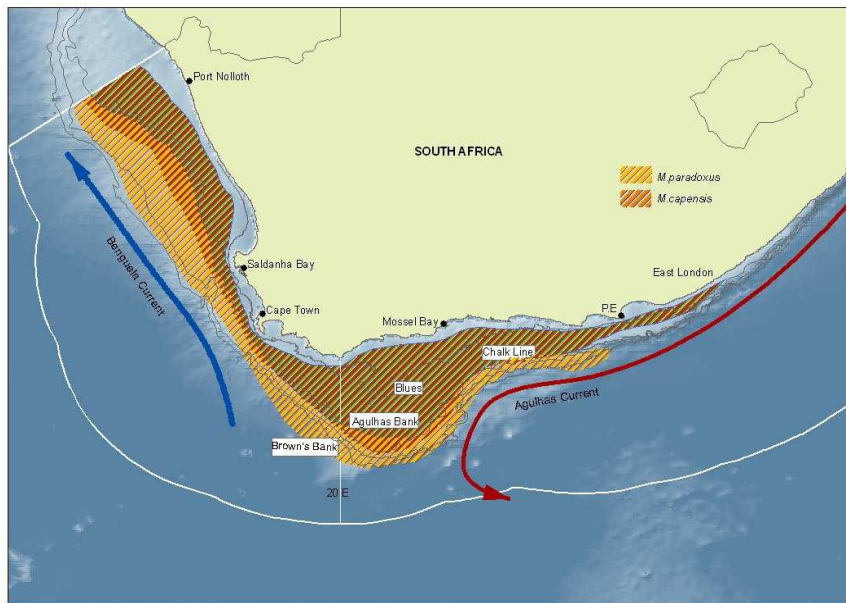 Port Nolloth
SOUTH AFRICA
M.paradoxus
M.capensis
Benguela Current
Saldanha Bay
East London
Cape Town
Mossel Bay
PE
Chalk Line
Blues
Agulhas Current
Agulhas Bank
Brown's Bank
20 E